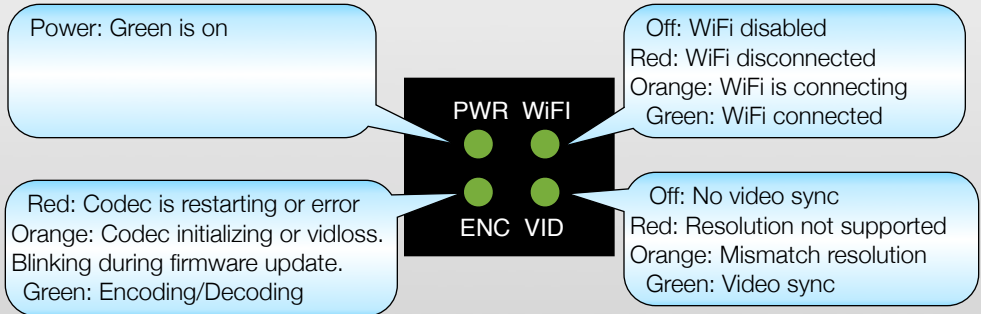 Power: Green is on
Off: WiFi disabled
Red: WiFi disconnected
Orange: WiFi is connecting
Green: WiFi connected
PWR WiFI
ENC VID
Red: Codec is restarting or error
Orange: Codec initializing or vidloss.
Blinking during firmware update.
Green: Encoding/Decoding
Off: No video sync
Red: Resolution not supported
Orange: Mismatch resolution
Green: Video sync